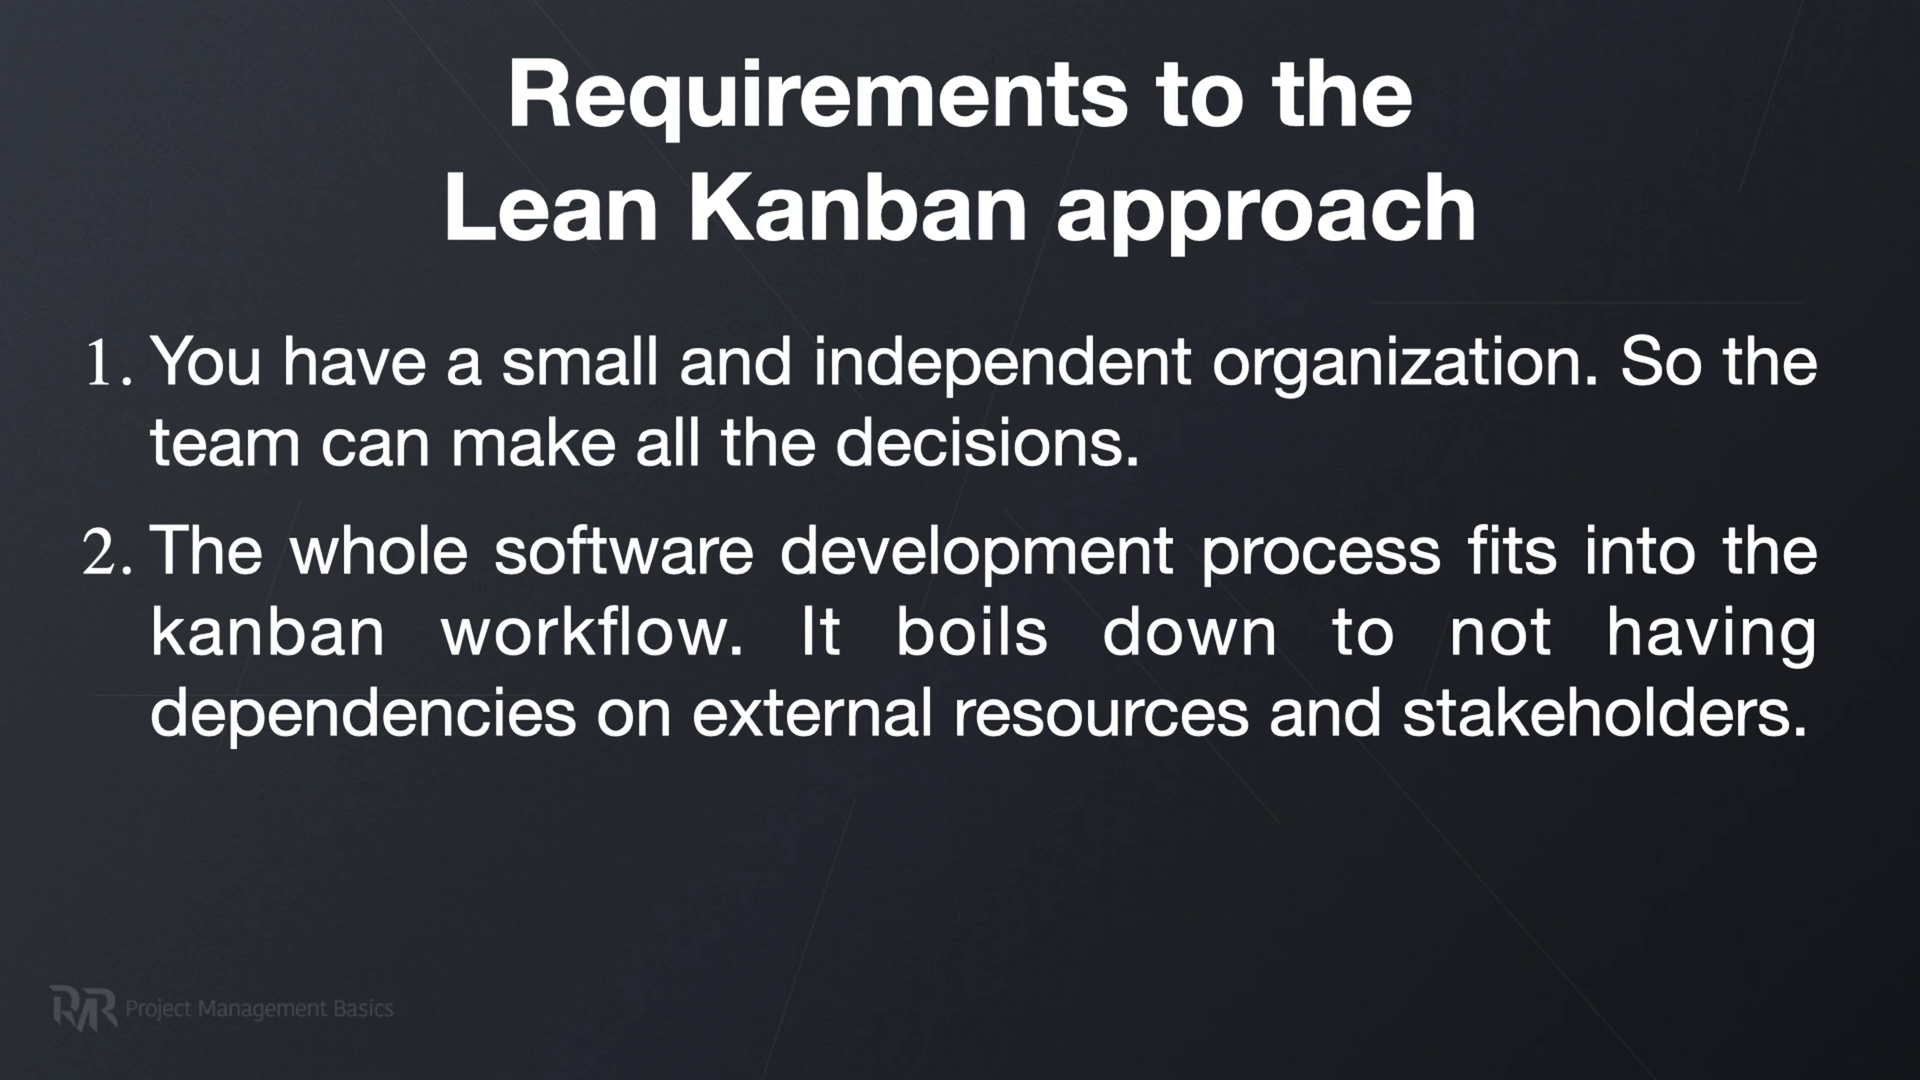 Requirements to the
Lean Kanban approach
1. You have a small and independent organization. So the
team can make all the decisions.
2. The whole software development process fits into the
kanban workflow. It boils down to not having
dependencies on external resources and stakeholders.
PMB Project Management Basics